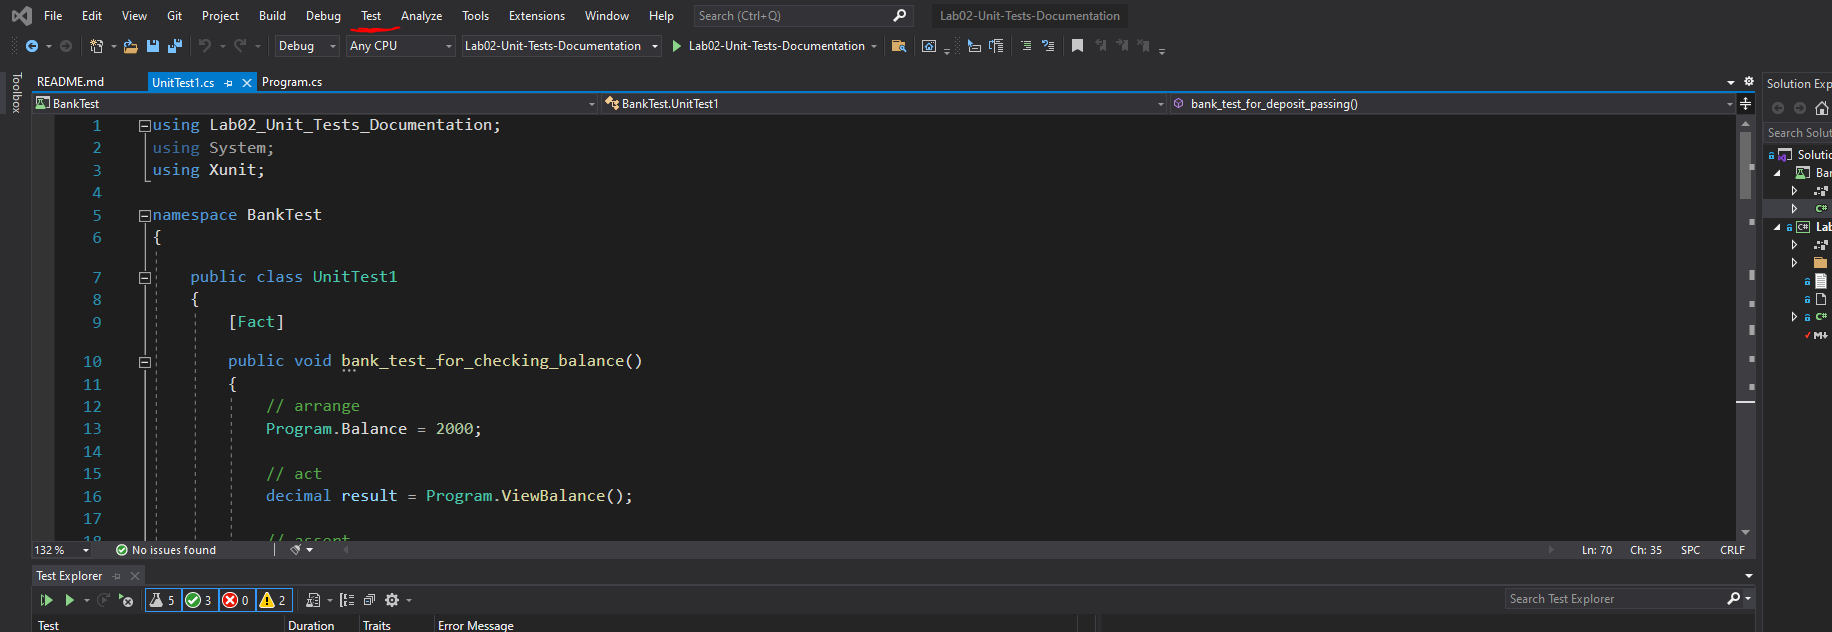 File Edit View Git Project Build Debug Test Analyze Tools Extensions Window Help Search (Ctrl+Q) Lab02-Unit-Tests-Documentation
Debug Any CPU Lab02-Unit-Tests-Documentation Lab02-Unit-Tests-Documentation
Toolbox
README.md UnitTest1.cs Program.cs
Solution Exp
BankTest BankTest.UnitTest1 bank_test_for_deposit_passing()
Search Solut
1 using Lab02_Unit_Tests_Documentation;
2 using System;
3 using Xunit;
4
5 namespace BankTest
6 {
7 public class UnitTest1
8 {
9 [Fact]
10 public void bank_test_for_checking_balance()
11 {
12 // arrange
13 Program.Balance = 2000;
14
15 // act
16 decimal result = Program.ViewBalance();
17
18 // assert
Solutio
Ban
C#
C# Lab
C#
M↓
132 % No issues found Ln: 70 Ch: 35 SPC CRLF
Test Explorer
5 3 0 2 Search Test Explorer
Test Duration Traits Error Message